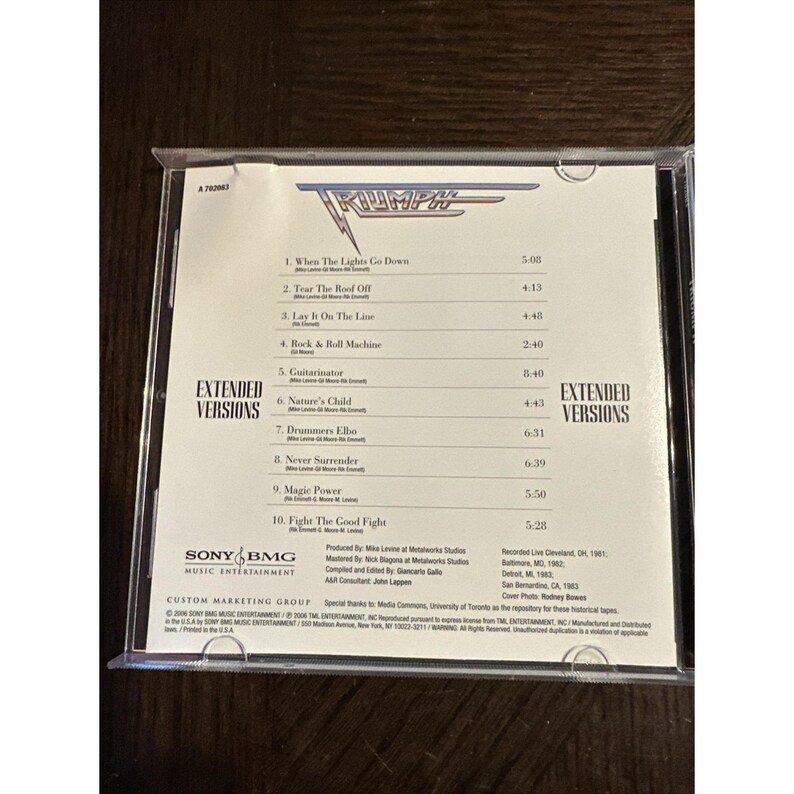 A 702083
TRIUMPH
1. When The Lights Go Down 5:08
(Mike Levine-Gil Moore-Rik Emmett)
2. Tear The Roof Off 4:13
(Mike Levine-Gil Moore-Rik Emmett)
3. Lay It On The Line 4:48
(Rik Emmett)
4. Rock & Roll Machine 2:40
(Gil Moore)
5. Guitarinator 8:40
(Mike Levine-Gil Moore-Rik Emmett)
6. Nature's Child 4:43
(Mike Levine-Gil Moore-Rik Emmett)
7. Drummers Elbo 6:31
(Mike Levine-Gil Moore-Rik Emmett)
8. Never Surrender 6:39
(Mike Levine-Gil Moore-Rik Emmett)
9. Magic Power 5:50
(Rik Emmett-G. Moore-M. Levine)
10. Fight The Good Fight 5:28
(Rik Emmett-G. Moore-M. Levine)
EXTENDED
VERSIONS
EXTENDED
VERSIONS
SONY BMG
MUSIC ENTERTAINMENT
CUSTOM MARKETING GROUP
Produced By: Mike Levine at Metalworks Studios
Mastered By: Nick Blagona at Metalworks Studios
Compiled and Edited By: Giancarlo Gallo
A&R Consultant: John Lappen
Recorded Live Cleveland, OH, 1981;
Baltimore, MD, 1982;
Detroit, MI, 1983;
San Bernardino, CA, 1983
Cover Photo: Rodney Bowes
Special thanks to: Media Commons, University of Toronto as the repository for these historical tapes.
© 2006 SONY BMG MUSIC ENTERTAINMENT / ℗ 2006 TML ENTERTAINMENT, INC Reproduced pursuant to express license from TML ENTERTAINMENT, INC / Manufactured and Distributed
in the U.S.A by SONY BMG MUSIC ENTERTAINMENT / 550 Madison Avenue, New York, NY 10022-3211 / WARNING: All Rights Reserved. Unauthorized duplication is a violation of applicable
laws. / Printed in the U.S.A.